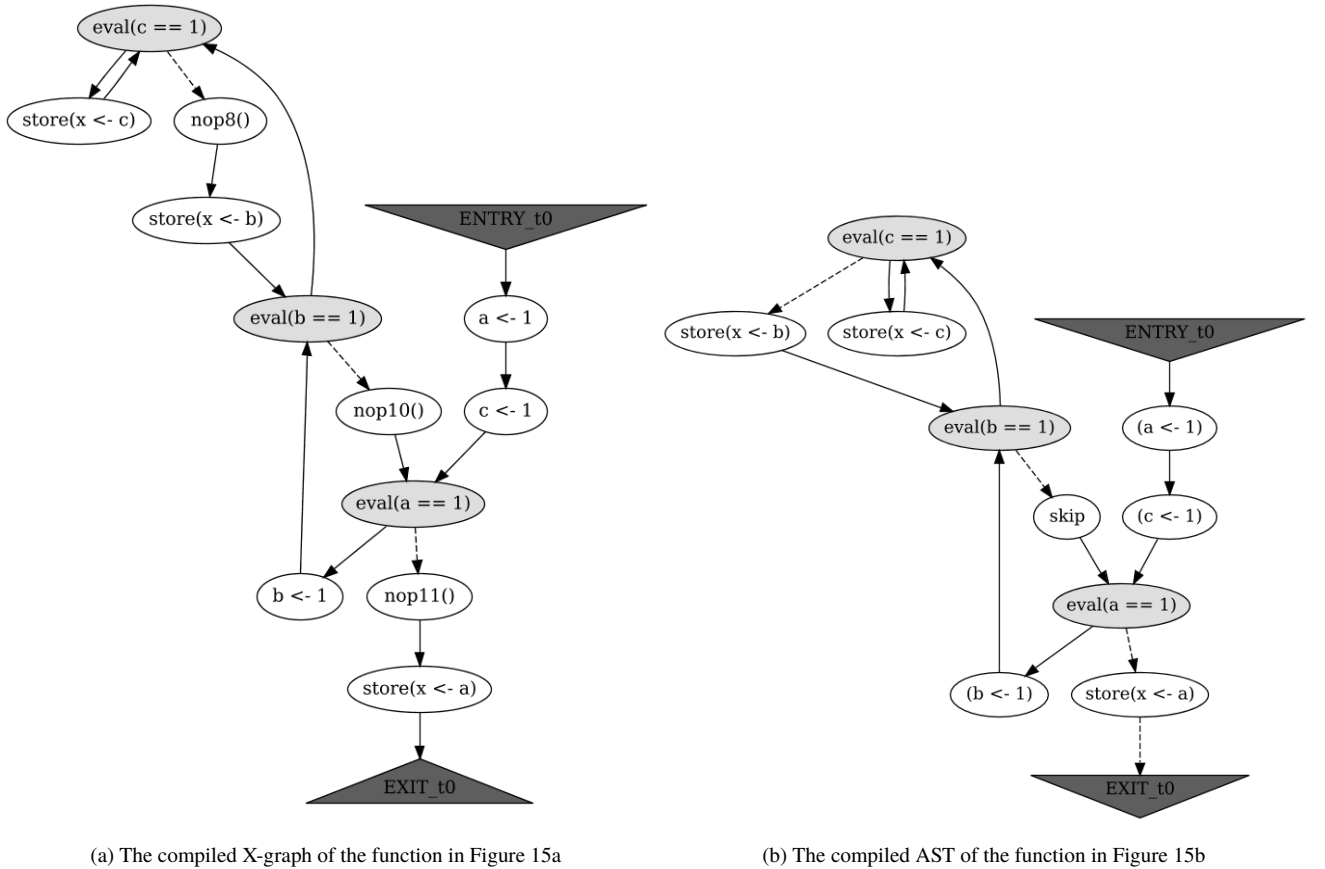 eval(c == 1)
store(x <- c)
nop8()
store(x <- b)
ENTRY_t0
eval(b == 1)
a <- 1
nop10()
c <- 1
eval(a == 1)
b <- 1
nop11()
store(x <- a)
EXIT_t0
(a) The compiled X-graph of the function in Figure 15a
eval(c == 1)
store(x <- b)
store(x <- c)
ENTRY_t0
eval(b == 1)
(a <- 1)
skip
(c <- 1)
eval(a == 1)
(b <- 1)
store(x <- a)
EXIT_t0
(b) The compiled AST of the function in Figure 15b